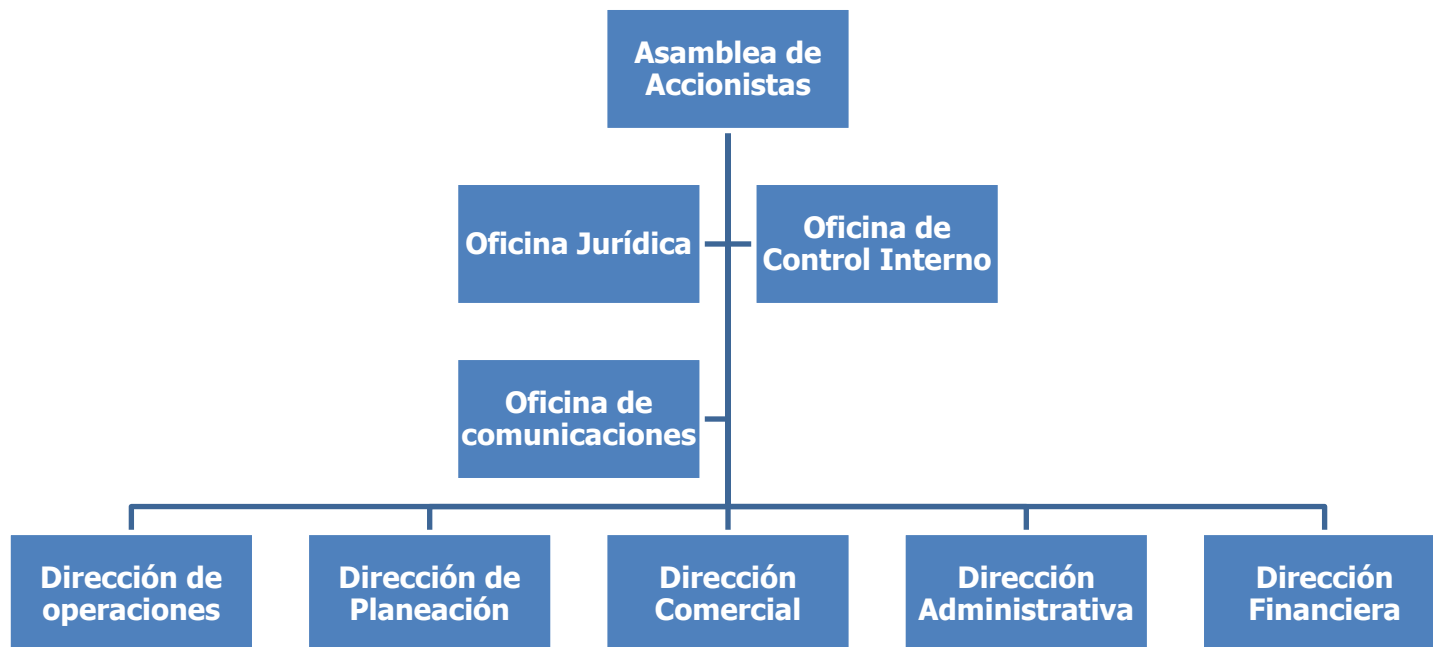 Asamblea de
Accionistas
Oficina Jurídica
Oficina de
Control Interno
Oficina de
comunicaciones
Dirección de
operaciones
Dirección de
Planeación
Dirección
Comercial
Dirección
Administrativa
Dirección
Financiera